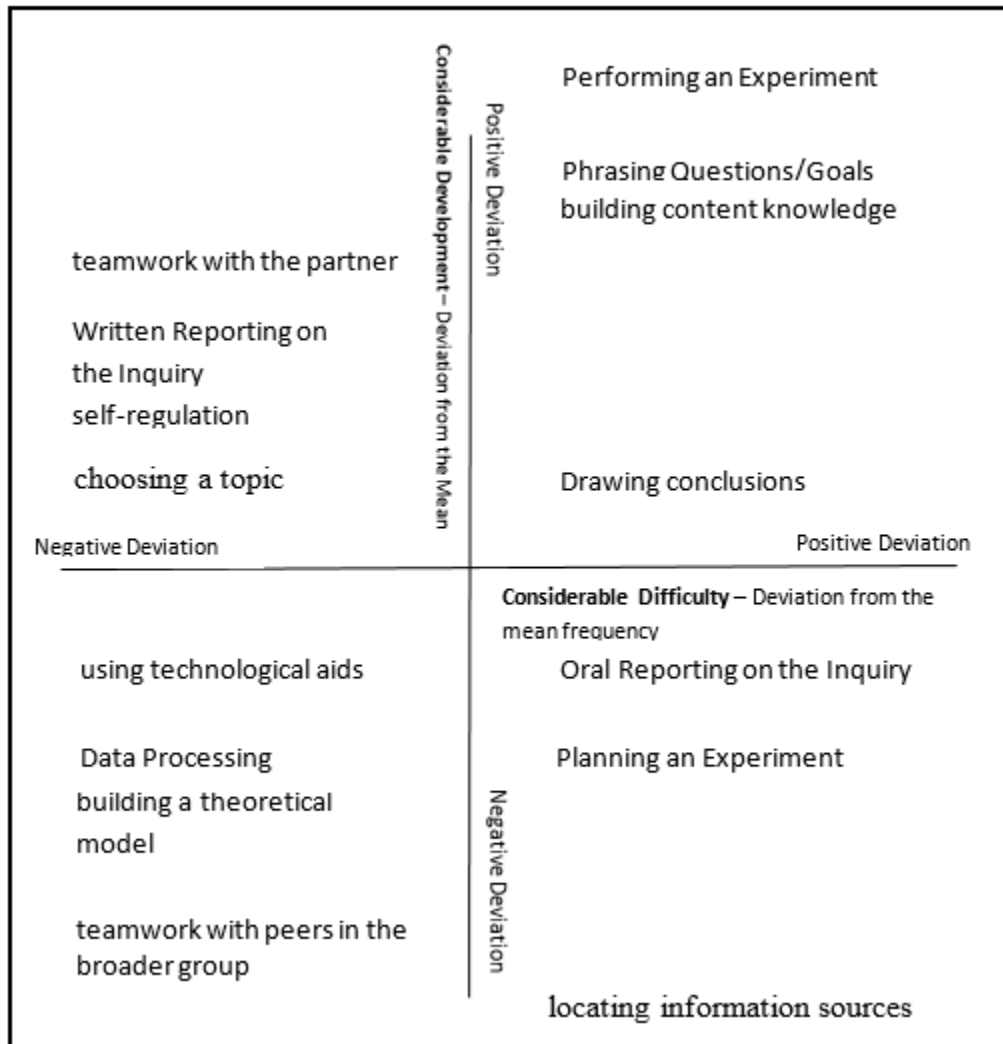 Considerable Development – Deviation from the Mean
Positive Deviation
Performing an Experiment
Phrasing Questions/Goals
building content knowledge
teamwork with the partner
Written Reporting on
the Inquiry
self-regulation
choosing a topic
Drawing conclusions
Negative Deviation
Positive Deviation
Considerable Difficulty – Deviation from the
mean frequency
using technological aids
Oral Reporting on the Inquiry
Data Processing
Planning an Experiment
building a theoretical
model
Negative Deviation
teamwork with peers in the
broader group
locating information sources